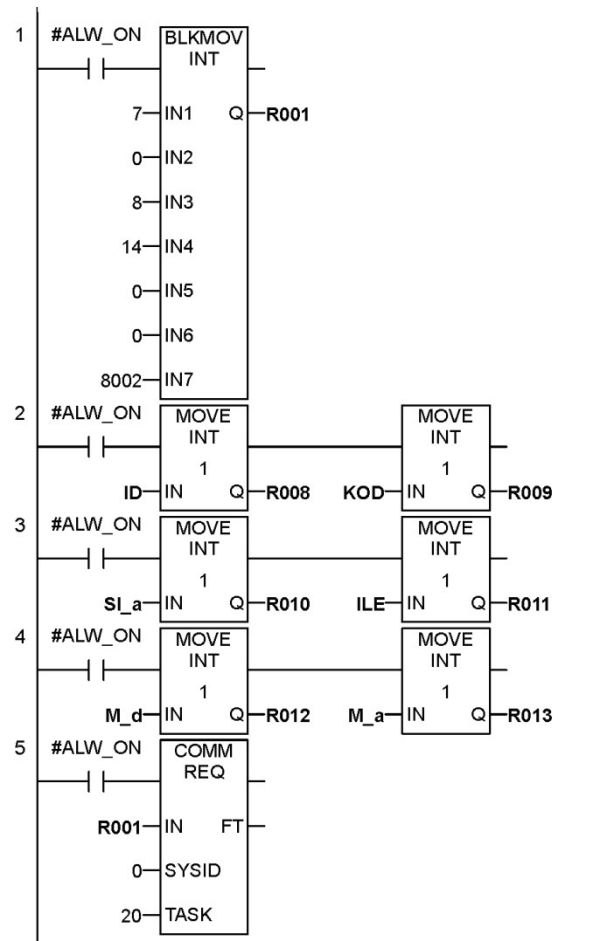 1 #ALW_ON BLKMOV
INT
7 IN1 Q R001
0 IN2
8 IN3
14 IN4
0 IN5
0 IN6
8002 IN7
2 #ALW_ON MOVE MOVE
INT INT
1 1
ID IN Q R008 KOD IN Q R009
3 #ALW_ON MOVE MOVE
INT INT
1 1
SI_a IN Q R010 ILE IN Q R011
4 #ALW_ON MOVE MOVE
INT INT
1 1
M_d IN Q R012 M_a IN Q R013
5 #ALW_ON COMM
REQ
R001 IN FT
0 SYSID
20 TASK